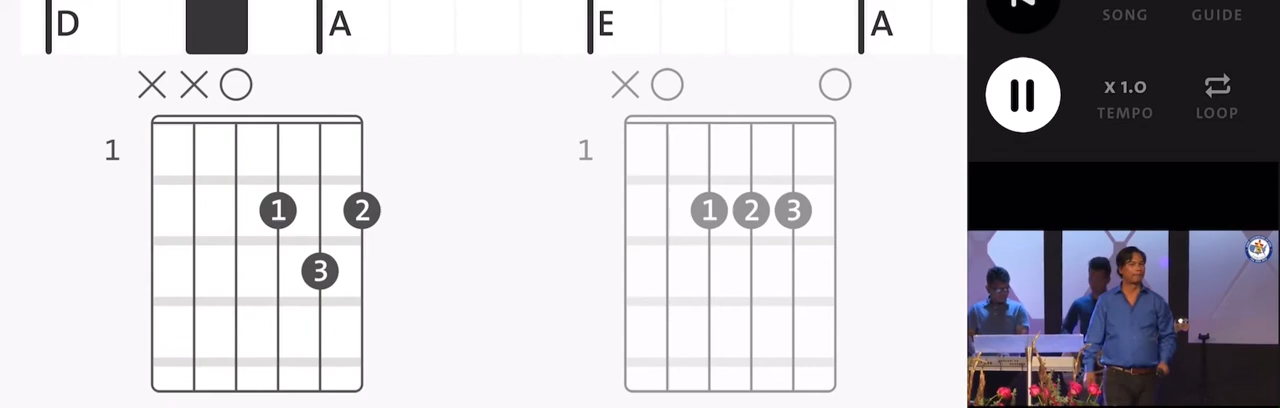 D A E A
SONG GUIDE
x 1.0
TEMPO LOOP
1 1
1 2 1 2 3
3